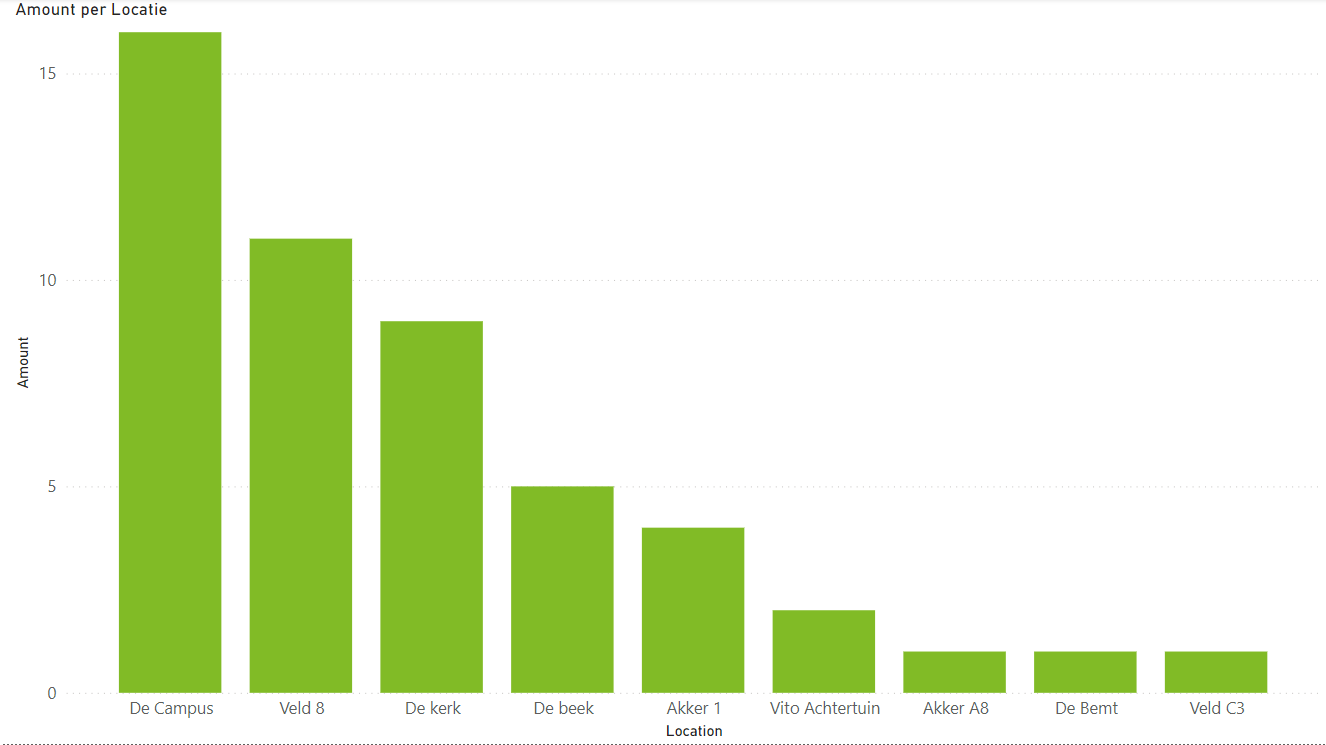 Amount per Locatie
15
10
5
0
Amount
De Campus Veld 8 De kerk De beek Akker 1 Vito Achtertuin Akker A8 De Bemt Veld C3
Location